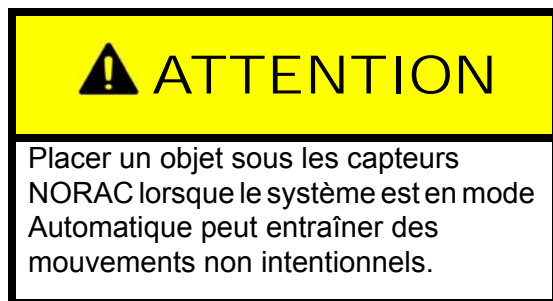 ATTENTION
Placer un objet sous les capteurs
NORAC lorsque le système est en mode
Automatique peut entraîner des
mouvements non intentionnels.